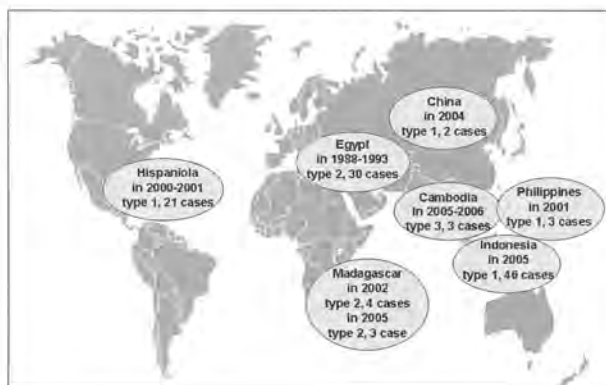 China
in 2004
type 1, 2 cases
Egypt
in 1988-1993
type 2, 30 cases
Hispaniola
in 2000-2001
type 1, 21 cases
Cambodia
in 2005-2006
type 3, 3 cases
Philippines
in 2001
type 1, 3 cases
Indonesia
in 2005
type 1, 46 cases
Madagascar
in 2002
type 2, 4 cases
in 2005
type 2, 3 case